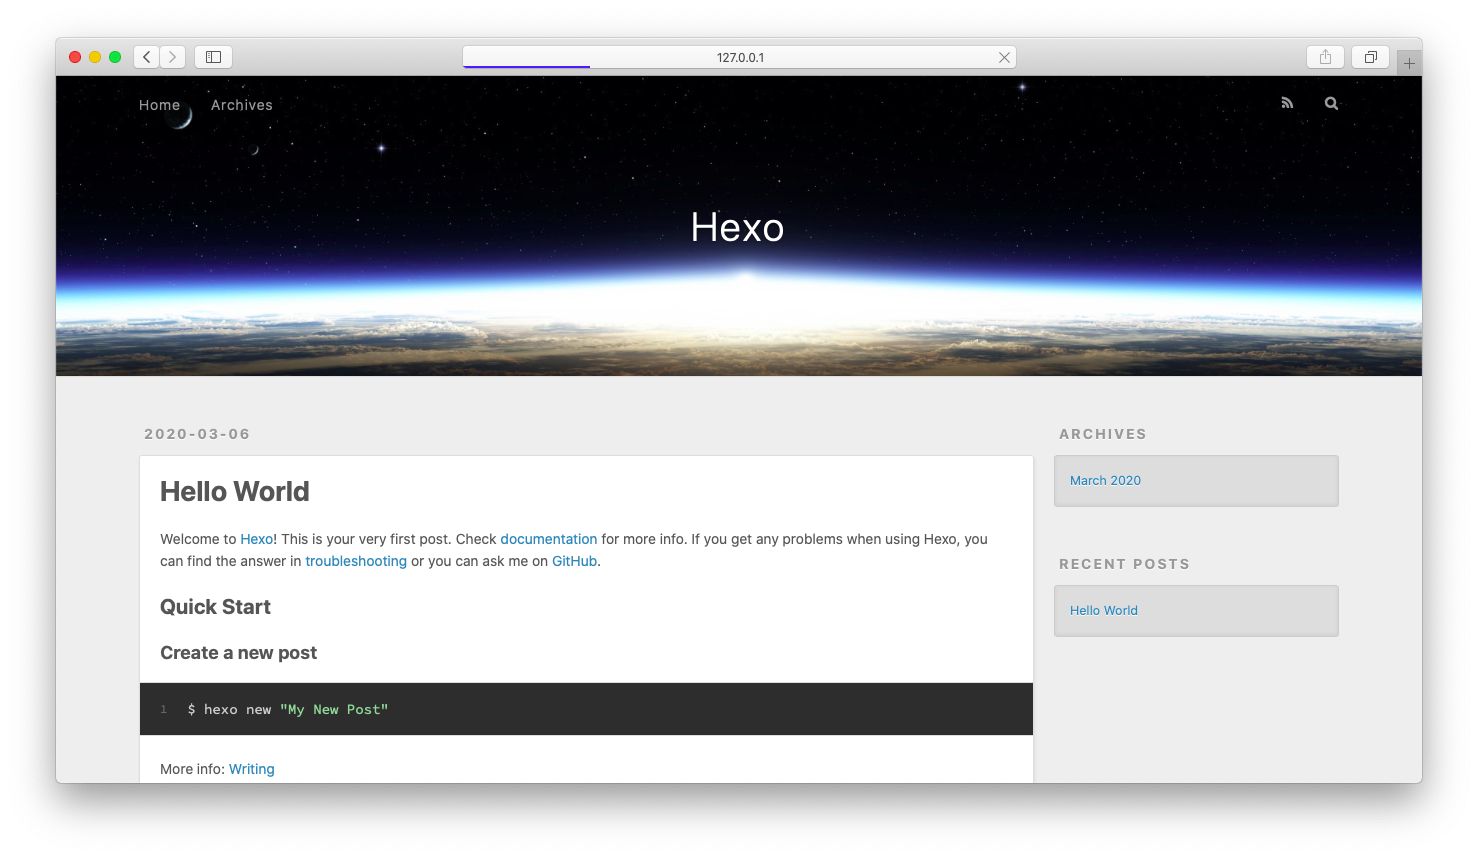 127.0.0.1
Home Archives
Hexo
2020-03-06
Hello World
Welcome to Hexo! This is your very first post. Check documentation for more info. If you get any problems when using Hexo, you
can find the answer in troubleshooting or you can ask me on GitHub.
Quick Start
Create a new post
1 $ hexo new "My New Post"
More info: Writing
ARCHIVES
March 2020
RECENT POSTS
Hello World